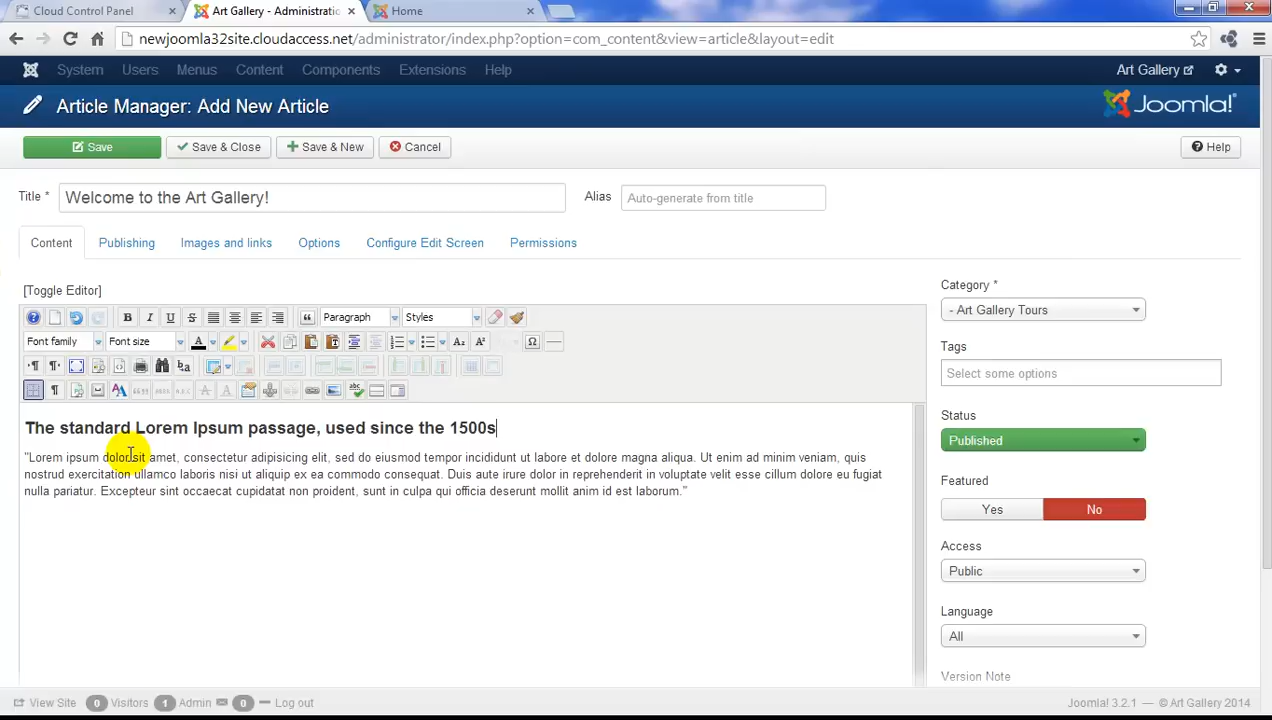 Cloud Control Panel
Art Gallery - Administratio
Home
newjoomla32site.cloudaccess.net/administrator/index.php?option=com_content&view=article&layout=edit
System Users Menus Content Components Extensions Help
Art Gallery
Article Manager: Add New Article
Joomla!®
Save
Save & Close
Save & New
Cancel
Help
Title *
Welcome to the Art Gallery!
Alias
Auto-generate from title
Content Publishing Images and links Options Configure Edit Screen Permissions
[Toggle Editor]
Paragraph
Styles
Font family
Font size
The standard Lorem Ipsum passage, used since the 1500s
"Lorem ipsum dolor sit amet, consectetur adipisicing elit, sed do eiusmod tempor incididunt ut labore et dolore magna aliqua. Ut enim ad minim veniam, quis
nostrud exercitation ullamco laboris nisi ut aliquip ex ea commodo consequat. Duis aute irure dolor in reprehenderit in voluptate velit esse cillum dolore eu fugiat
nulla pariatur. Excepteur sint occaecat cupidatat non proident, sunt in culpa qui officia deserunt mollit anim id est laborum."
Category *
- Art Gallery Tours
Tags
Select some options
Status
Published
Featured
Yes
No
Access
Public
Language
All
Version Note
View Site
0 Visitors
1 Admin
0
Log out
Joomla! 3.2.1 — © Art Gallery 2014